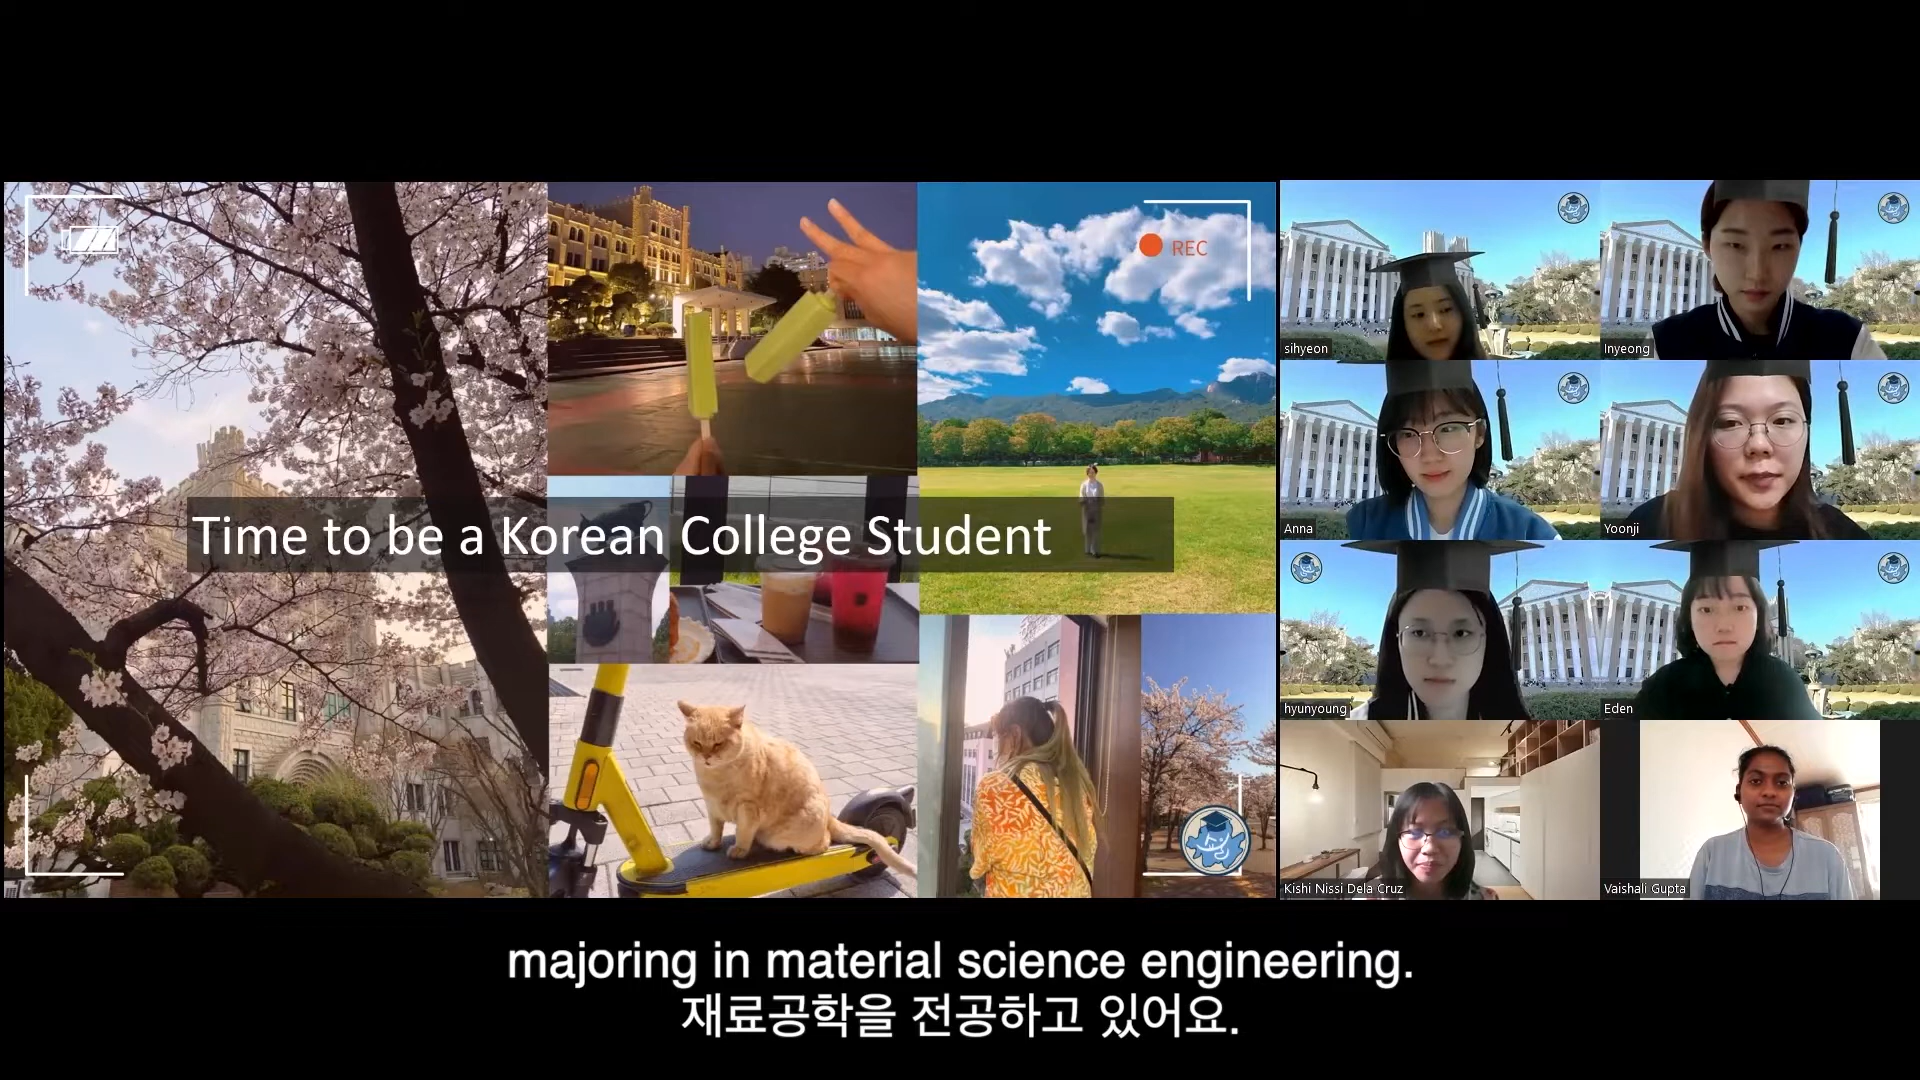 REC
Time to be a Korean College Student
sihyeon
Inyeong
Anna
Yoonji
hyunyoung
Eden
Kishi Nissi Dela Cruz
Vaishali Gupta
majoring in material science engineering.
재료공학을 전공하고 있어요.